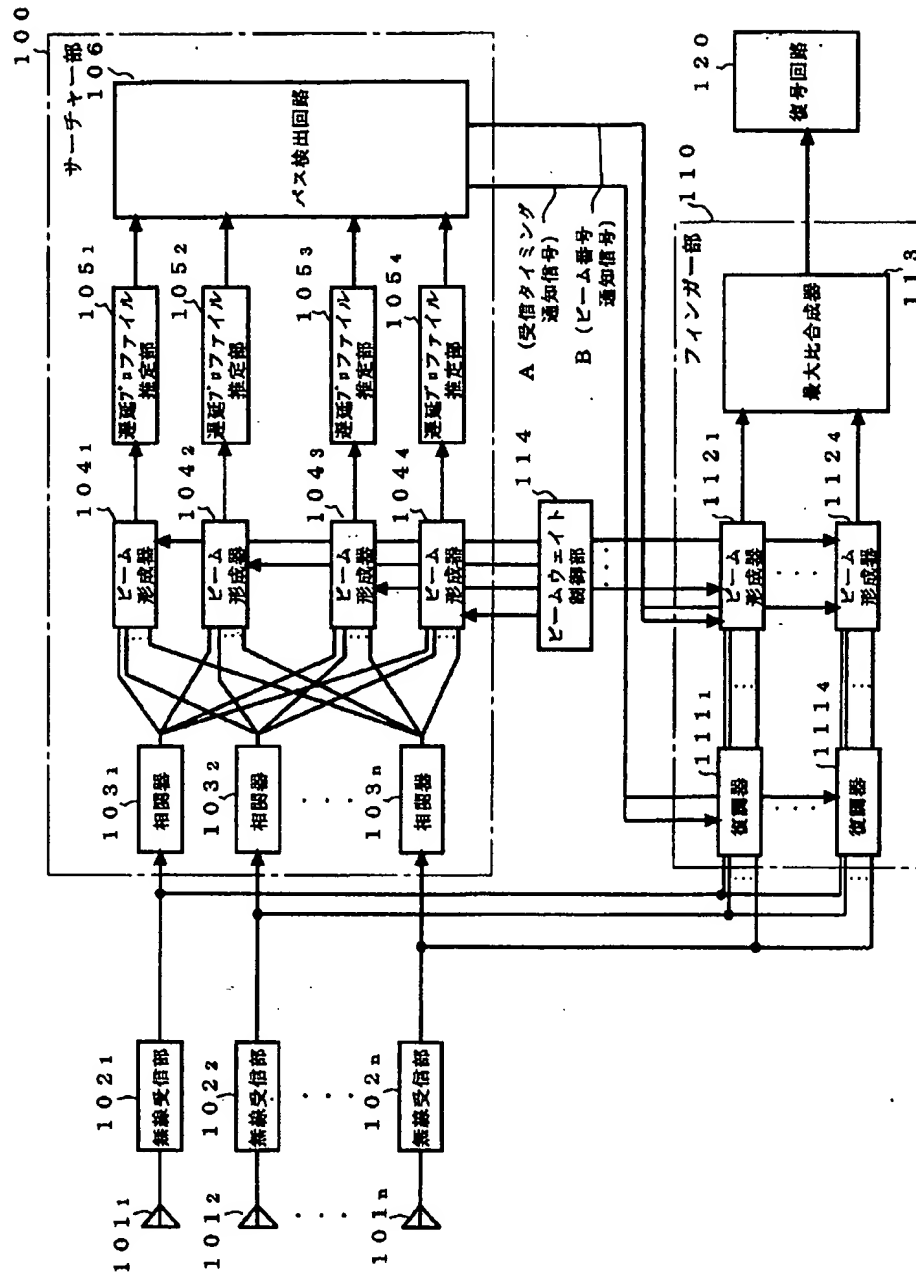 100
サーチャー部
106
パス検出回路
1051
遅延プロファイル
推定部
1052
遅延プロファイル
推定部
1053
遅延プロファイル
推定部
1054
遅延プロファイル
推定部
1041
ビーム
形成器
1042
ビーム
形成器
1043
ビーム
形成器
1044
ビーム
形成器
1031
相関器
1032
相関器
103n
相関器
1021
無線受信部
1022
無線受信部
102n
無線受信部
1011
1012
101n
114
ビームウェイト
制御部
A(受信タイミング
通知信号)
B(ビーム番号
通知信号)
110
フィンガー部
1111
復調器
1114
復調器
1121
ビーム
形成器
1124
ビーム
形成器
113
最大比合成器
120
復号回路